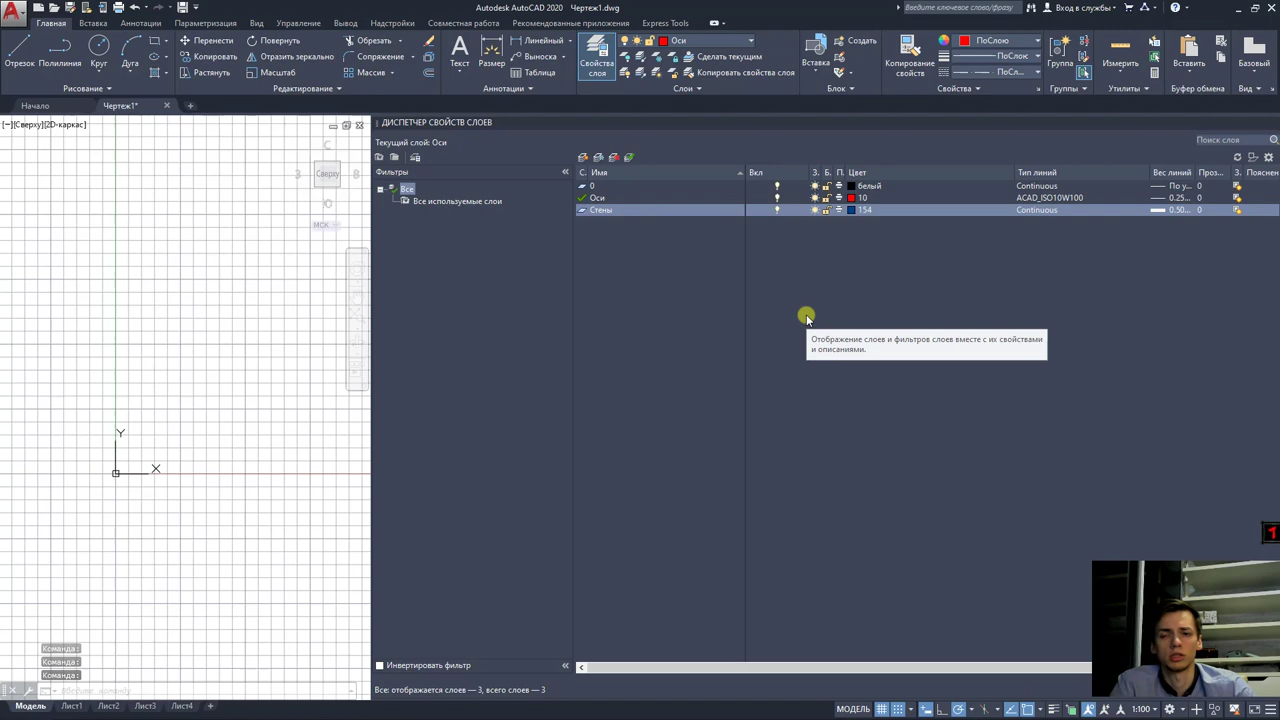 Autodesk AutoCAD 2020 Чертеж1.dwg
Введите ключевое слово/фразу
Вход в службы
Главная Вставка Аннотации Параметризация Вид Управление Вывод Надстройки Совместная работа Рекомендованные приложения Express Tools
Отрезок Полилиния Круг Дуга
Перенести Повернуть Обрезать
Копировать Отразить зеркально Сопряжение
Растянуть Масштаб Массив
Текст Размер
Линейный
Выноска
Таблица
Свойства слоя
Оси
Сделать текущим
Копировать свойства слоя
Вставка
Создать
Копирование свойств
ПоСлою
ПоСлок
ПоСл...
Группа
Измерить
Вставить
Базовый
Рисование Редактирование Аннотации Слои Блок Свойства Группы Утилиты Буфер обмена Вид
Начало Чертеж1* +
[−][Сверху][2D-каркас]
С
З Сверху В
Ю
МСК
Y
X
ДИСПЕТЧЕР СВОЙСТВ СЛОЕВ
Текущий слой: Оси
Поиск слоя
Фильтры
Все
Все используемые слои
С. Имя Вкл З. Б. П. Цвет Тип линий Вес линий Проз... З. Пояснен
0 белый Continuous По у... 0
Оси 10 ACAD_ISO10W100 0.25... 0
Стены 154 Continuous 0.50... 0
Отображение слоев и фильтров слоев вместе с их свойствами
и описаниями.
1
Инвертировать фильтр
Все: отображается слоев — 3, всего слоев — 3
Команда:
Команда:
Команда:
Введите команду
Модель Лист1 Лист2 Лист3 Лист4 +
МОДЕЛЬ 1:100